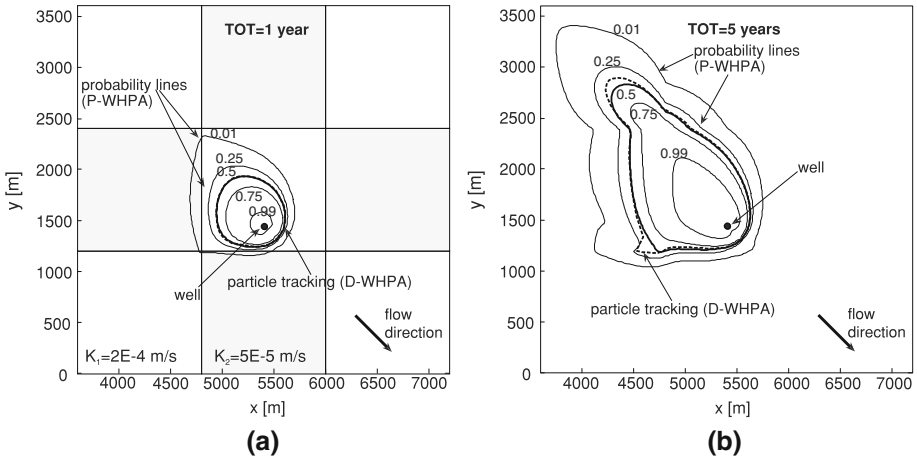 TOT=1 year
probability lines
(P-WHPA)
0.01
0.25
0.5
0.75
0.99
well
particle tracking (D-WHPA)
flow
direction
K1=2E-4 m/s
K2=5E-5 m/s
3500
3000
2500
2000
1500
1000
500
0
y [m]
4000 4500 5000 5500 6000 6500 7000
x [m]
(a)
TOT=5 years
probability lines
(P-WHPA)
0.01
0.25
0.5
0.75
0.99
well
particle tracking (D-WHPA)
flow
direction
3500
3000
2500
2000
1500
1000
500
0
y [m]
4000 4500 5000 5500 6000 6500 7000
x [m]
(b)